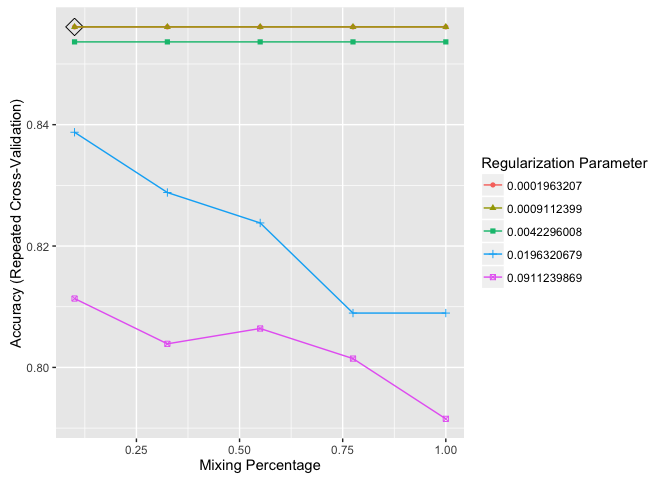 0.84
0.82
0.80
Accuracy (Repeated Cross-Validation)
0.25 0.50 0.75 1.00
Mixing Percentage
Regularization Parameter
0.0001963207
0.0009112399
0.0042296008
0.0196320679
0.0911239869